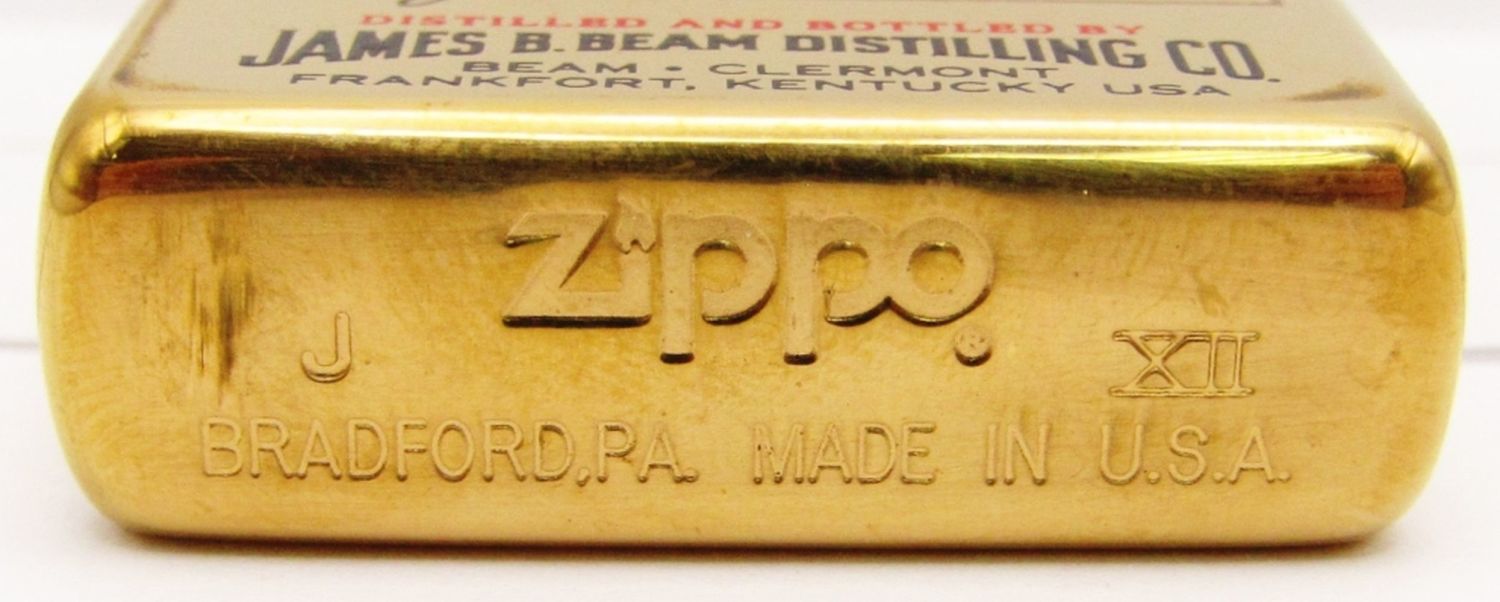 DISTILLED AND BOTTLED BY
JAMES B. BEAM DISTILLING CO.
BEAM • CLERMONT
FRANKFORT, KENTUCKY USA
Zippo®
J XII
BRADFORD, PA. MADE IN U.S.A.